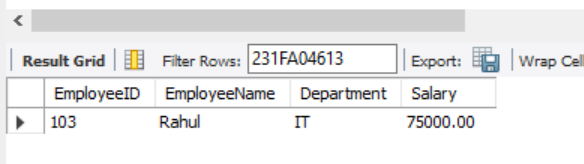 Result Grid Filter Rows: 231FA04613 Export: Wrap Cell
EmployeeID EmployeeName Department Salary
103 Rahul IT 75000.00